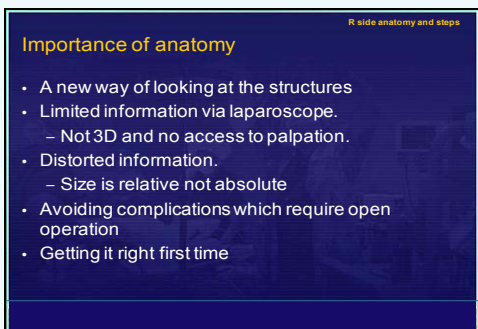 R side anatomy and steps
Importance of anatomy
• A new way of looking at the structures
• Limited information via laparoscope.
– Not 3D and no access to palpation.
• Distorted information.
– Size is relative not absolute
• Avoiding complications which require open
operation
• Getting it right first time